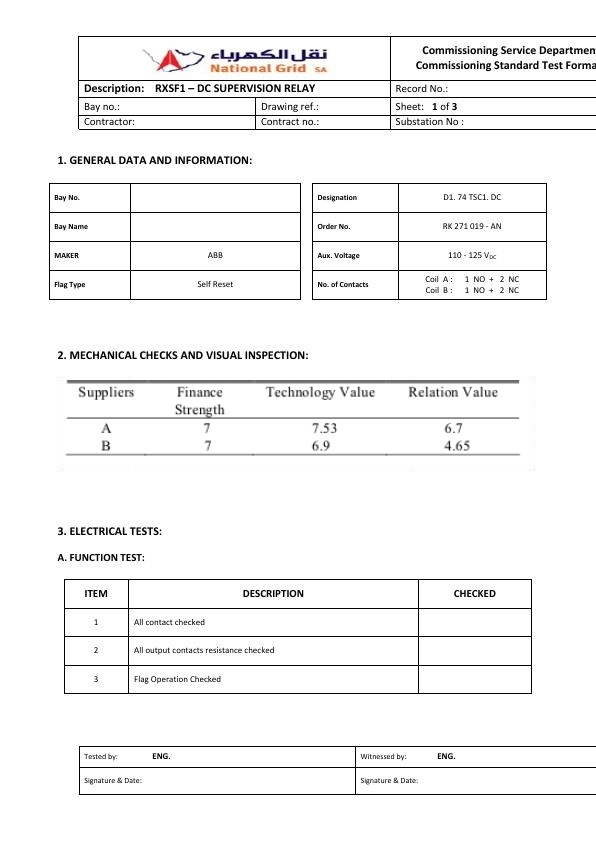 نقل الكهرباء
National Grid SA
Commissioning Service Departmen
Commissioning Standard Test Forma
Description: RXSF1 – DC SUPERVISION RELAY
Record No.:
Bay no.:
Drawing ref.:
Sheet: 1 of 3
Contractor:
Contract no.:
Substation No :
1. GENERAL DATA AND INFORMATION:
Bay No.
Designation
D1. 74 TSC1. DC
Bay Name
Order No.
RK 271 019 - AN
MAKER
ABB
Aux. Voltage
110 - 125 VDC
Flag Type
Self Reset
No. of Contacts
Coil A : 1 NO + 2 NC
Coil B : 1 NO + 2 NC
2. MECHANICAL CHECKS AND VISUAL INSPECTION:
Suppliers Finance Technology Value Relation Value
Strength
A 7 7.53 6.7
B 7 6.9 4.65
3. ELECTRICAL TESTS:
A. FUNCTION TEST:
ITEM DESCRIPTION CHECKED
1 All contact checked
2 All output contacts resistance checked
3 Flag Operation Checked
Tested by: ENG.
Witnessed by: ENG.
Signature & Date:
Signature & Date: